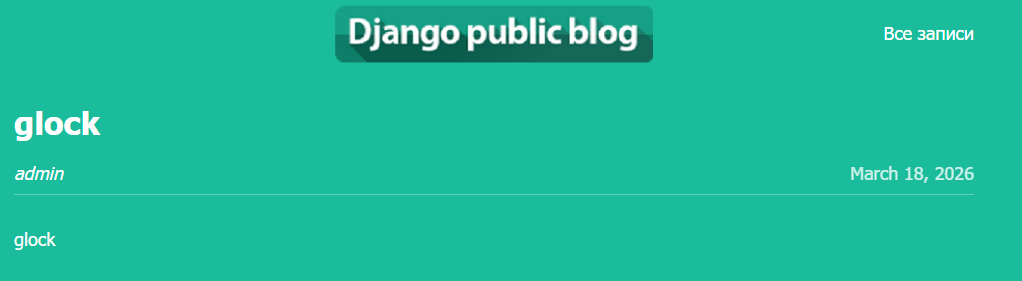 Django public blog
Все записи
glock
admin
March 18, 2026
glock